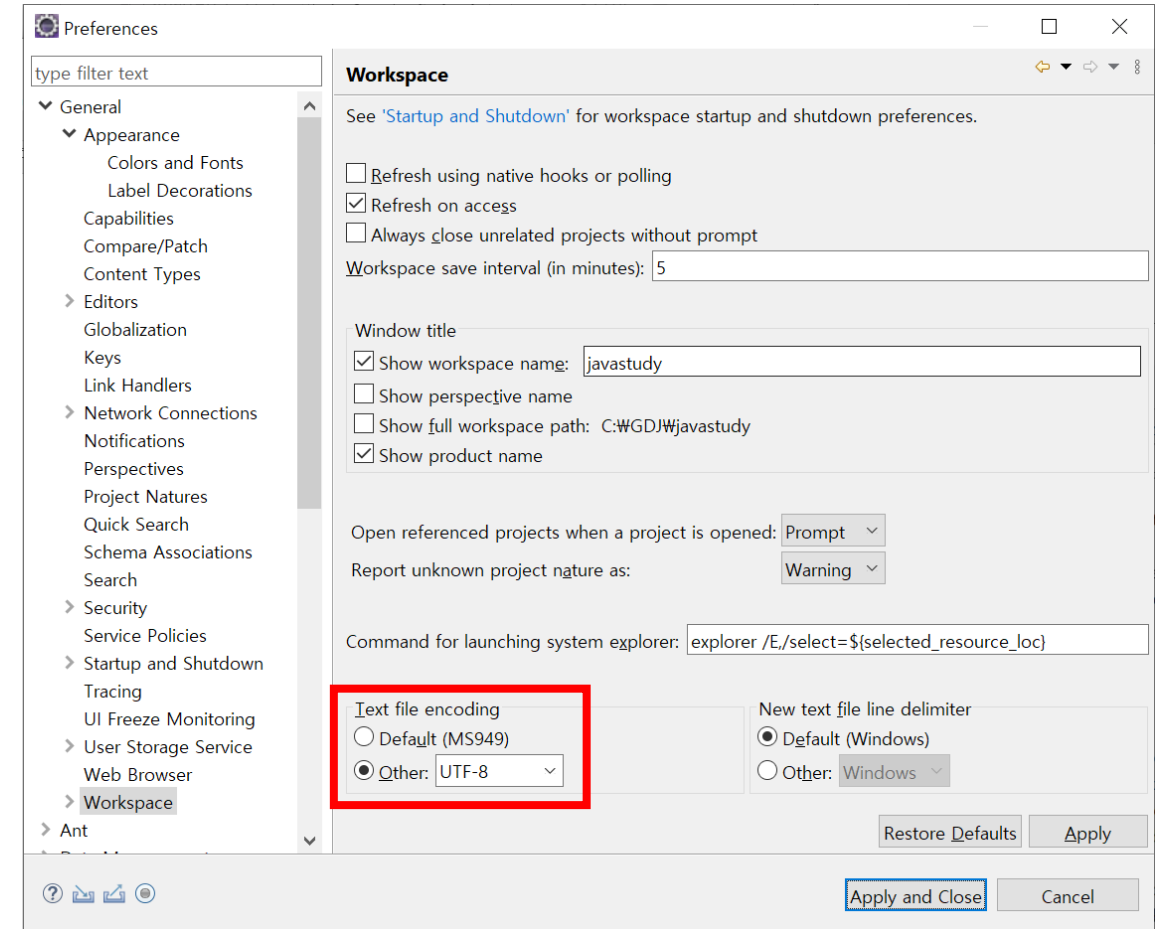 Preferences
type filter text
General
Appearance
Colors and Fonts
Label Decorations
Capabilities
Compare/Patch
Content Types
Editors
Globalization
Keys
Link Handlers
Network Connections
Notifications
Perspectives
Project Natures
Quick Search
Schema Associations
Search
Security
Service Policies
Startup and Shutdown
Tracing
UI Freeze Monitoring
User Storage Service
Web Browser
Workspace
Ant
Workspace
See 'Startup and Shutdown' for workspace startup and shutdown preferences.
Refresh using native hooks or polling
Refresh on access
Always close unrelated projects without prompt
Workspace save interval (in minutes): 5
Window title
Show workspace name: javastudy
Show perspective name
Show full workspace path: C:₩GDJ₩javastudy
Show product name
Open referenced projects when a project is opened: Prompt
Report unknown project nature as: Warning
Command for launching system explorer: explorer /E,/select=${selected_resource_loc}
Text file encoding
Default (MS949)
Other: UTF-8
New text file line delimiter
Default (Windows)
Other: Windows
Restore Defaults
Apply
Apply and Close
Cancel